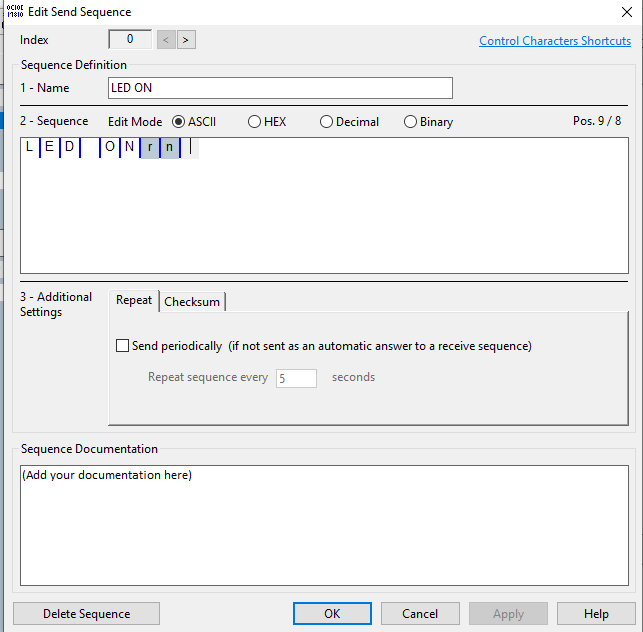 Edit Send Sequence
Index 0 < > Control Characters Shortcuts
Sequence Definition
1 - Name LED ON
2 - Sequence Edit Mode ASCII HEX Decimal Binary Pos. 9 / 8
L E D O N r n
3 - Additional Settings
Repeat Checksum
Send periodically (if not sent as an automatic answer to a receive sequence)
Repeat sequence every 5 seconds
Sequence Documentation
(Add your documentation here)
Delete Sequence OK Cancel Apply Help